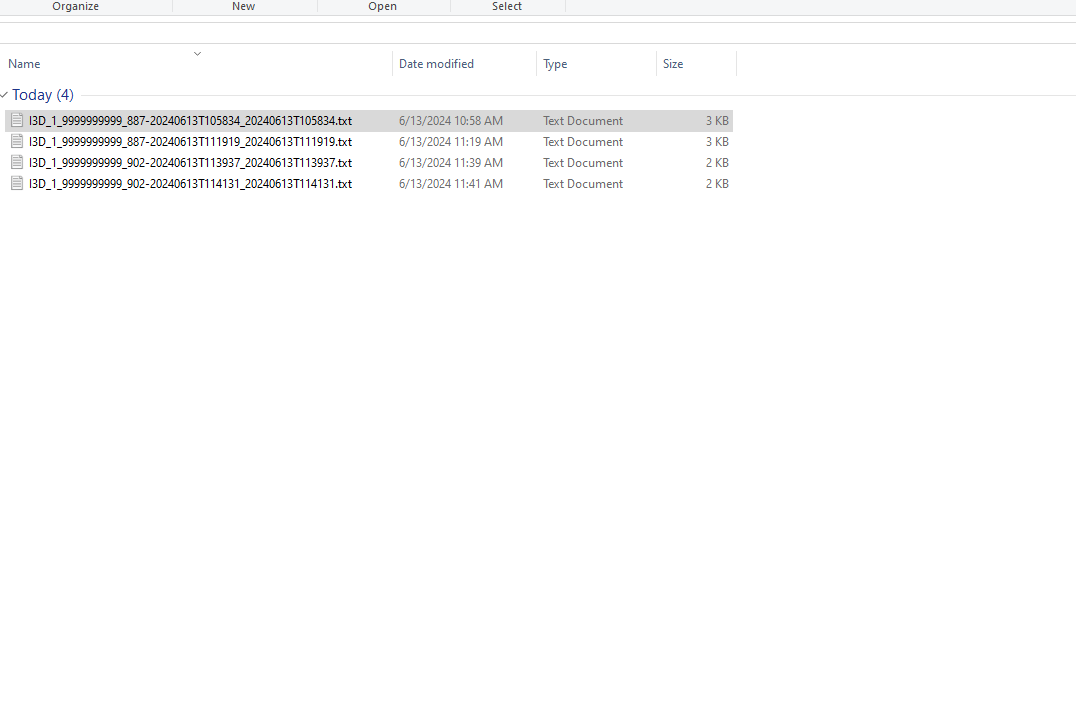 Organize New Open Select
Name Date modified Type Size
Today (4)
I3D_1_9999999999_887-20240613T105834_20240613T105834.txt 6/13/2024 10:58 AM Text Document 3 KB
I3D_1_9999999999_887-20240613T111919_20240613T111919.txt 6/13/2024 11:19 AM Text Document 3 KB
I3D_1_9999999999_902-20240613T113937_20240613T113937.txt 6/13/2024 11:39 AM Text Document 2 KB
I3D_1_9999999999_902-20240613T114131_20240613T114131.txt 6/13/2024 11:41 AM Text Document 2 KB